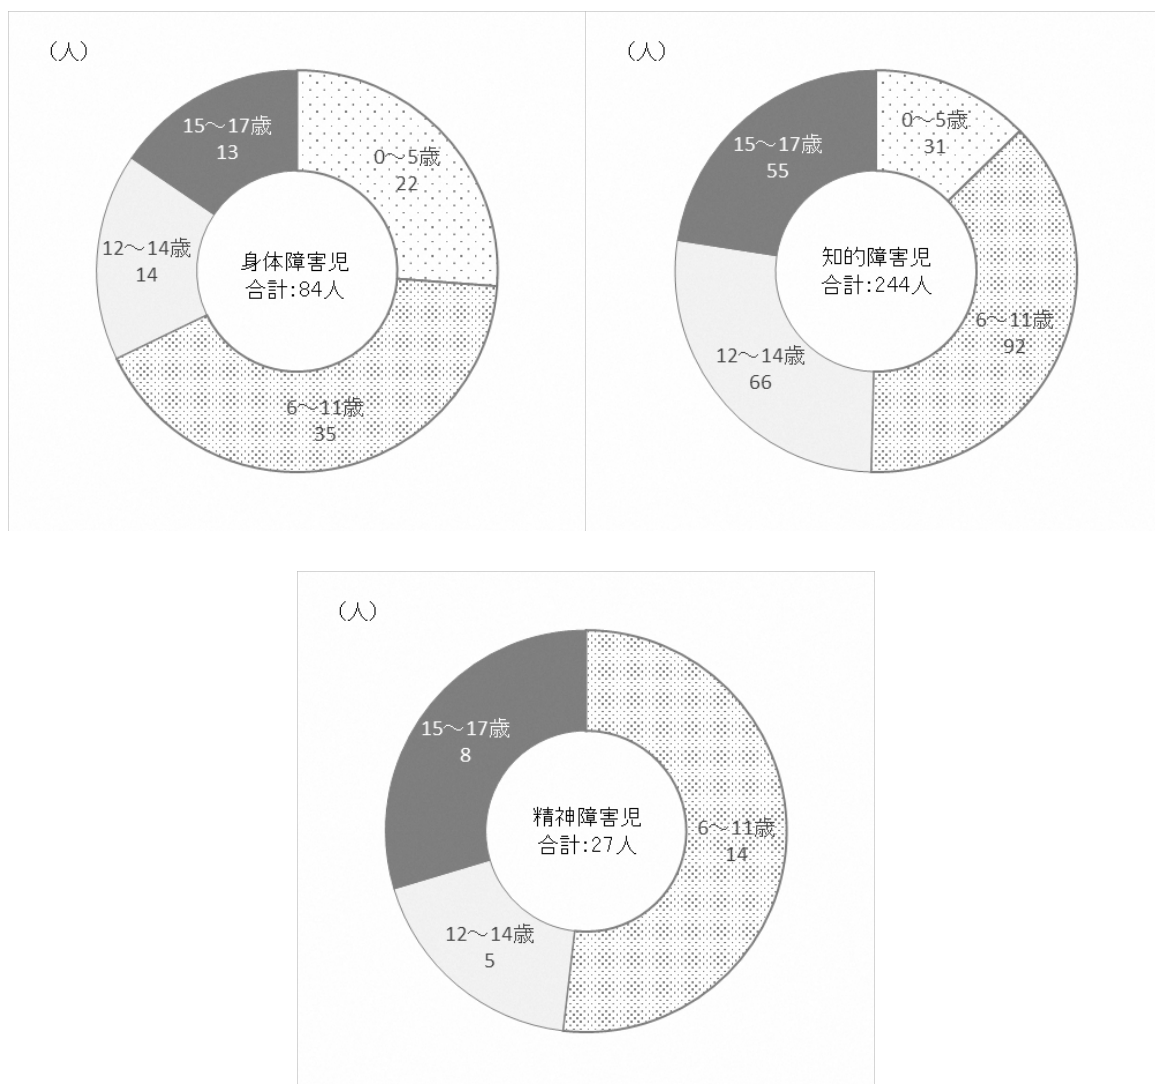 (人)
15～17歳
13
0～5歳
22
12～14歳
14
身体障害児
合計:84人
6～11歳
35
(人)
0～5歳
31
15～17歳
55
知的障害児
合計:244人
6～11歳
92
12～14歳
66
(人)
15～17歳
8
精神障害児
合計:27人
6～11歳
14
12～14歳
5